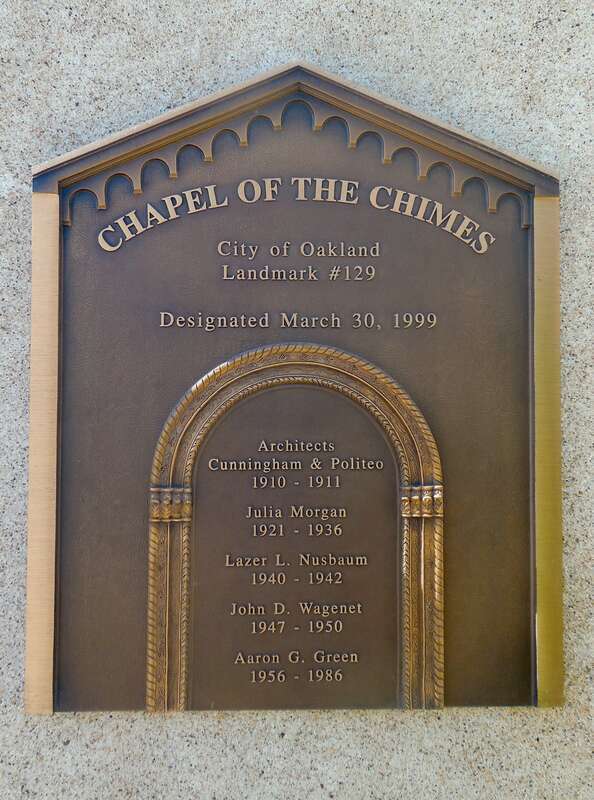 CHAPEL OF THE CHIMES
City of Oakland
Landmark #129
Designated March 30, 1999
Architects
Cunningham & Politeo
1910 - 1911
Julia Morgan
1921 - 1936
Lazer L. Nusbaum
1940 - 1942
John D. Wagenet
1947 - 1950
Aaron G. Green
1956 - 1986